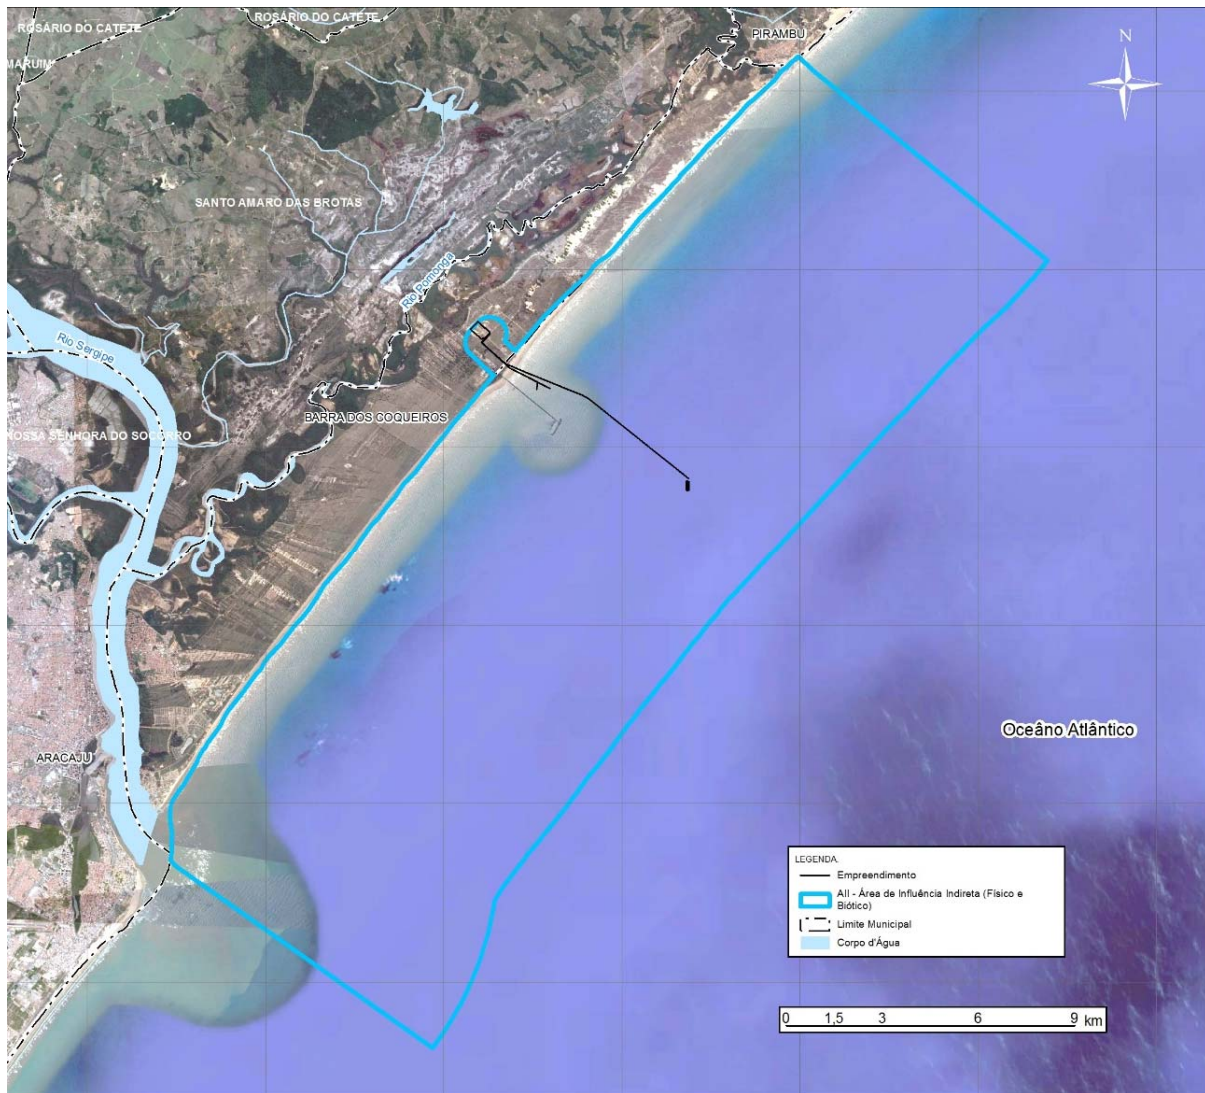 ROSÁRIO DO CATETE
ROSÁRIO DO CATETE
PIRAMBÚ
MARUIM
N
SANTO AMARO DAS BROTAS
Rio Pomonga
Rio Sergipe
BARRA DOS COQUEIROS
NOSSA SENHORA DO SOCORRO
ARACAJU
Oceâno Atlântico
LEGENDA.
Empreendimento
AII - Área de Influência Indireta (Físico e
Biótico)
Limite Municipal
Corpo d'Água
0 1,5 3 6 9 km